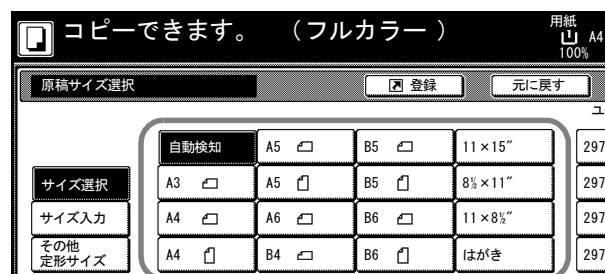 コピーできます。 （フルカラー ）
用紙
1 A4
100%
原稿サイズ選択
登録
元に戻す
ユ
自動検知 A5 B5 11×15″ 297
サイズ選択 A3 A5 B5 8½×11″ 297
サイズ入力 A4 A6 B6 11×8½″ 297
その他
定形サイズ A4 B4 B6 はがき 297